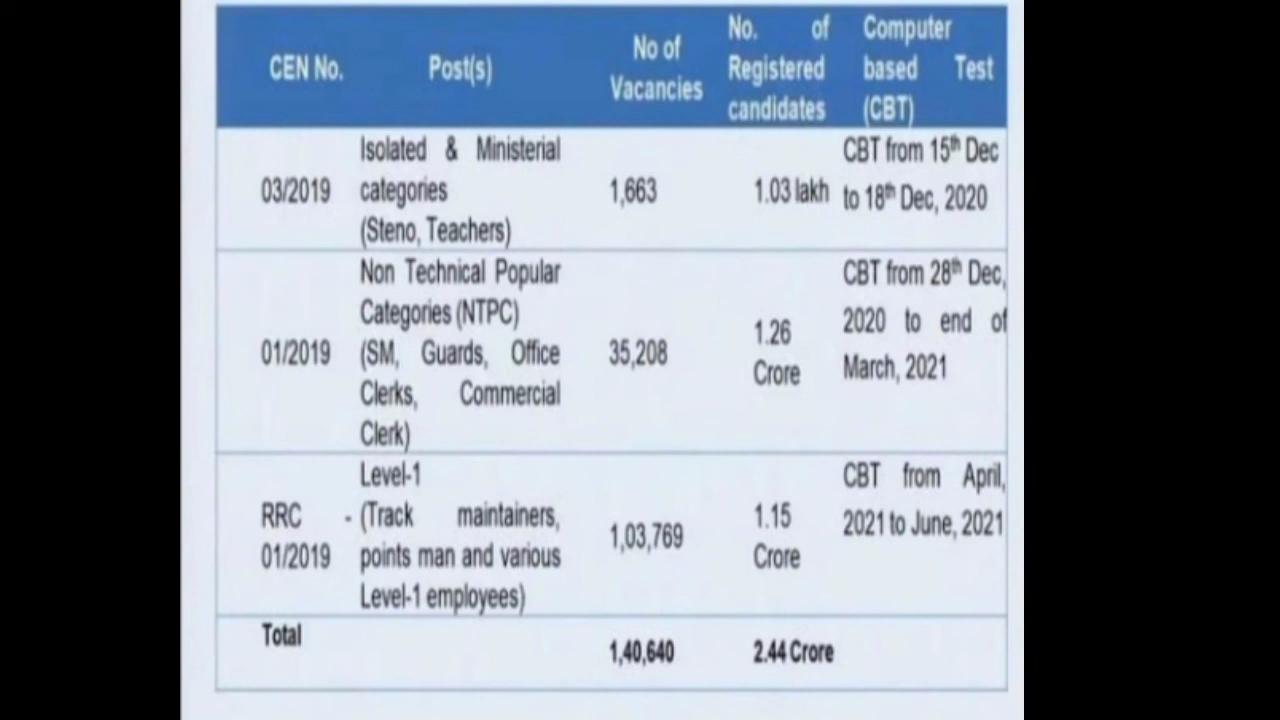 CEN No. Post(s) No of Vacancies No. of Registered candidates Computer based Test (CBT)
03/2019
Isolated & Ministerial
categories
(Steno, Teachers)
1,663
1.03 lakh
CBT from 15th Dec
to 18th Dec, 2020
01/2019
Non Technical Popular
Categories (NTPC)
(SM, Guards, Office
Clerks, Commercial
Clerk)
35,208
1.26
Crore
CBT from 28th Dec,
2020 to end of
March, 2021
RRC -
01/2019
Level-1
(Track maintainers,
points man and various
Level-1 employees)
1,03,769
1.15
Crore
CBT from April,
2021 to June, 2021
Total
1,40,640
2.44 Crore